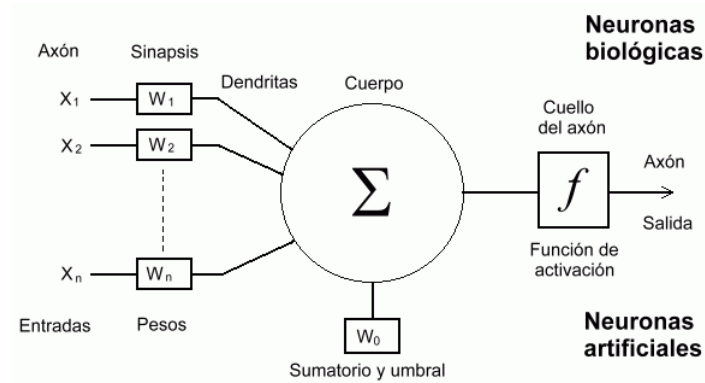 Neuronas
biológicas
Axón
Sinapsis
Dendritas
Cuerpo
Cuello
del axón
X1
W1
X2
W2
Σ
f
Axón
Salida
Xn
Wn
Función de
activación
Entradas
Pesos
W0
Sumatorio y umbral
Neuronas
artificiales